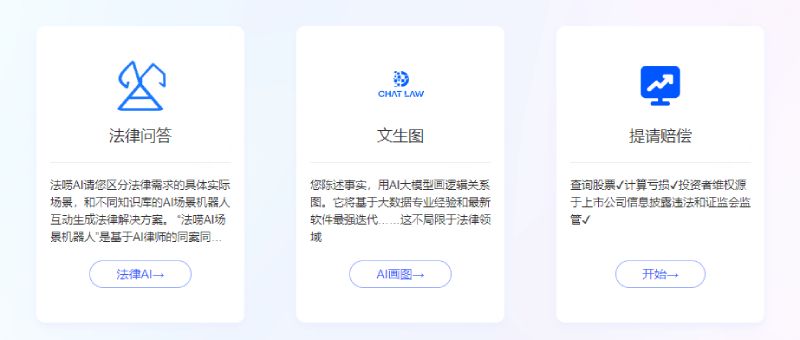 法律问答
法唠AI请您区分法律需求的具体实际
场景，和不同知识库的AI场景机器人
互动生成法律解决方案。 “法唠AI场
景机器人”是基于AI律师的同案同...
法律AI→
CHAT LAW
文生图
您陈述事实，用AI大模型画逻辑关系
图。它将基于大数据专业经验和最新
软件最强迭代……这不局限于法律领
域
AI画图→
提请赔偿
查询股票✓计算亏损✓投资者维权源
于上市公司信息披露违法和证监会监
管✓
开始→